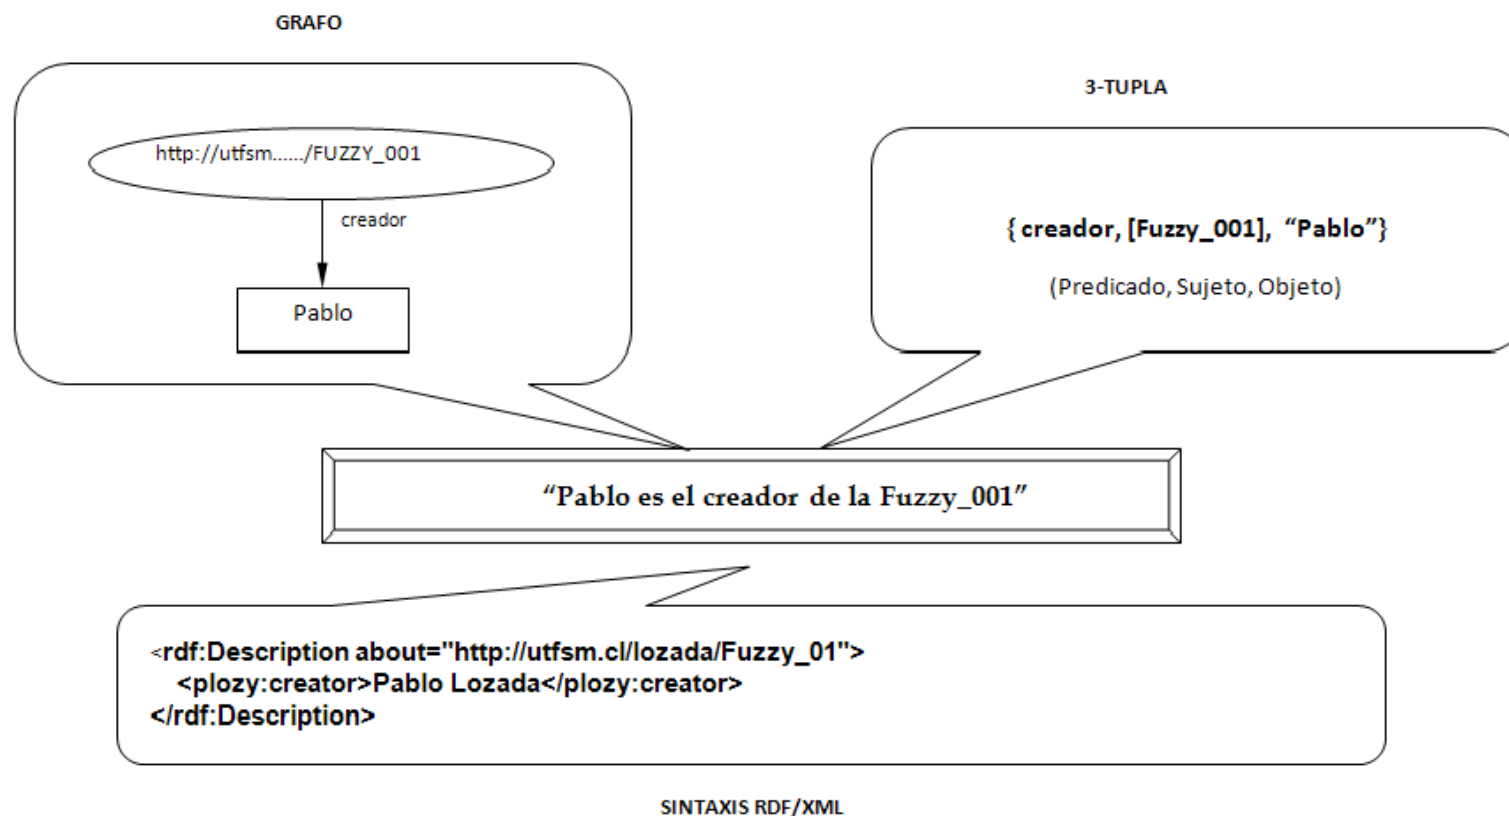 GRAFO
http://utfsm....../FUZZY_001
creador
Pablo
3-TUPLA
{ creador, [Fuzzy_001], “Pablo”}
(Predicado, Sujeto, Objeto)
“Pablo es el creador de la Fuzzy_001”
<rdf:Description about="http://utfsm.cl/lozada/Fuzzy_01">
<plozy:creator>Pablo Lozada</plozy:creator>
</rdf:Description>
SINTAXIS RDF/XML